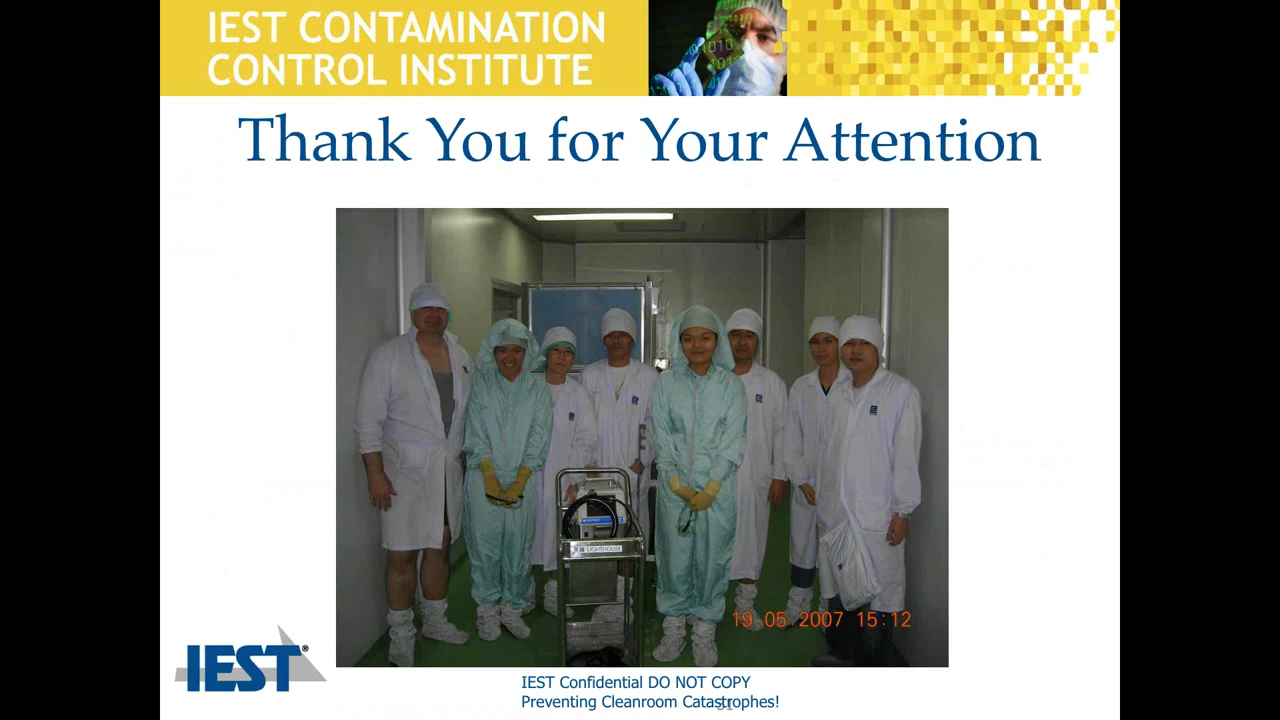 IEST CONTAMINATION
CONTROL INSTITUTE
Thank You for Your Attention
LIGHTHOUSE
19 05 2007 15:12
IEST®
IEST Confidential DO NOT COPY
Preventing Cleanroom Catastrophes!